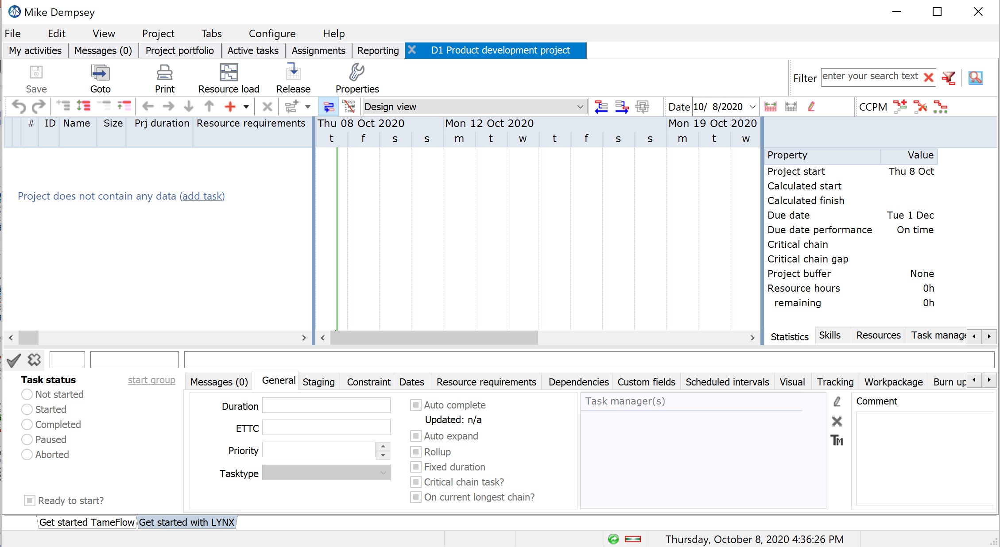 Mike Dempsey
File Edit View Project Tabs Configure Help
My activities Messages (0) Project portfolio Active tasks Assignments Reporting D1 Product development project
Save Goto Print Resource load Release Properties Filter enter your search text
Design Devel Devel Design view Date 10/ 8/2020 CCPM
# ID Name Size Prj duration Resource requirements Thu 08 Oct 2020 Mon 12 Oct 2020 Mon 19 Oct 2020
t f s s m t w t f s s m t w
Property Value
Project start Thu 8 Oct
Calculated start
Project does not contain any data (add task)
Calculated finish
Due date Tue 1 Dec
Due date performance On time
Critical chain
Critical chain gap
Project buffer None
Resource hours 0h
remaining 0h
Statistics Skills Resources Task manage
Task status start group
Not started
Started
Completed
Paused
Aborted
Ready to start?
Messages (0) General Staging Constraint Dates Resource requirements Dependencies Custom fields Scheduled intervals Visual Tracking Workpackage Burn up
Duration
ETTC
Priority
Tasktype
Auto complete
Updated: n/a
Auto expand
Rollup
Fixed duration
Critical chain task?
On current longest chain?
Task manager(s)
TM
Comment
Get started TameFlow Get started with LYNX
Thursday, October 8, 2020 4:36:26 PM